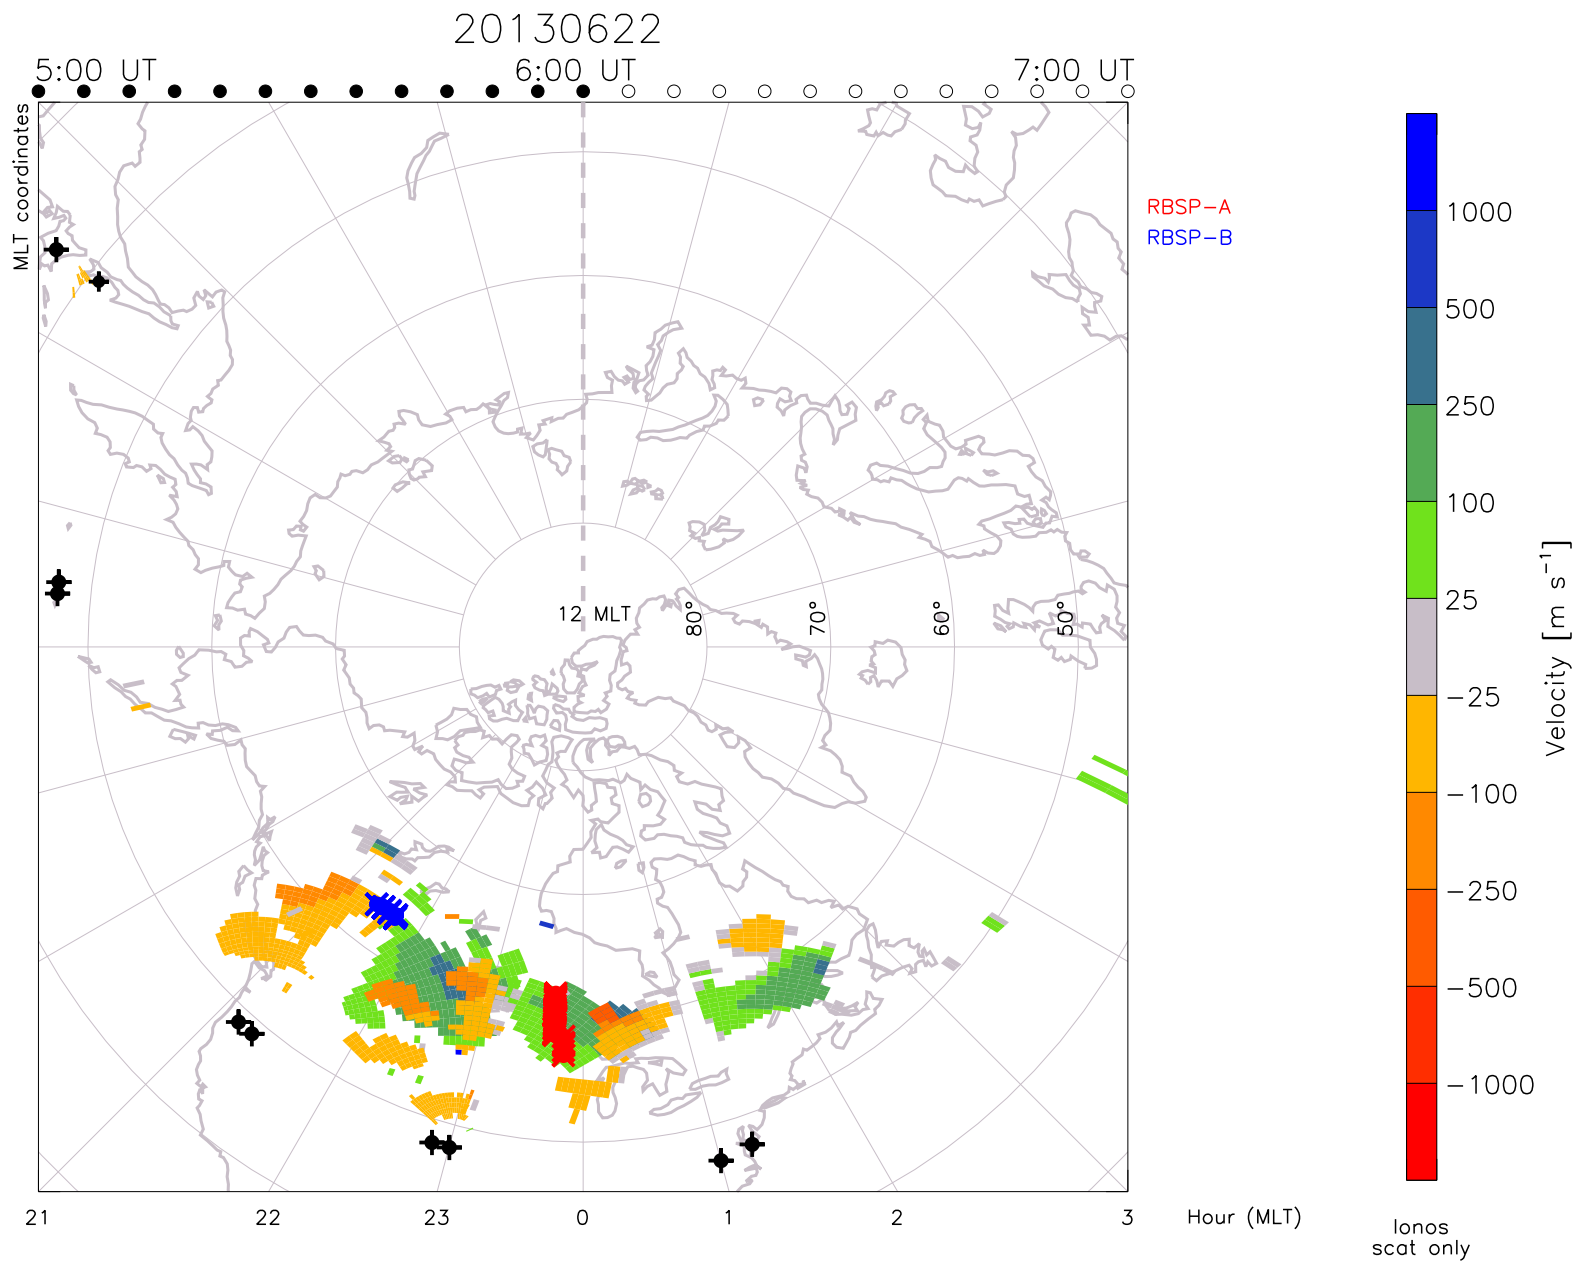 20130622
5:00 UT 6:00 UT 7:00 UT
MLT coordinates
RBSP-A
RBSP-B
12 MLT
80° 70° 60° 50°
1000
500
250
100
25
-25
-100
-250
-500
-1000
Velocity [m s⁻¹]
21 22 23 0 1 2 3 Hour (MLT)
Ionos
scat only